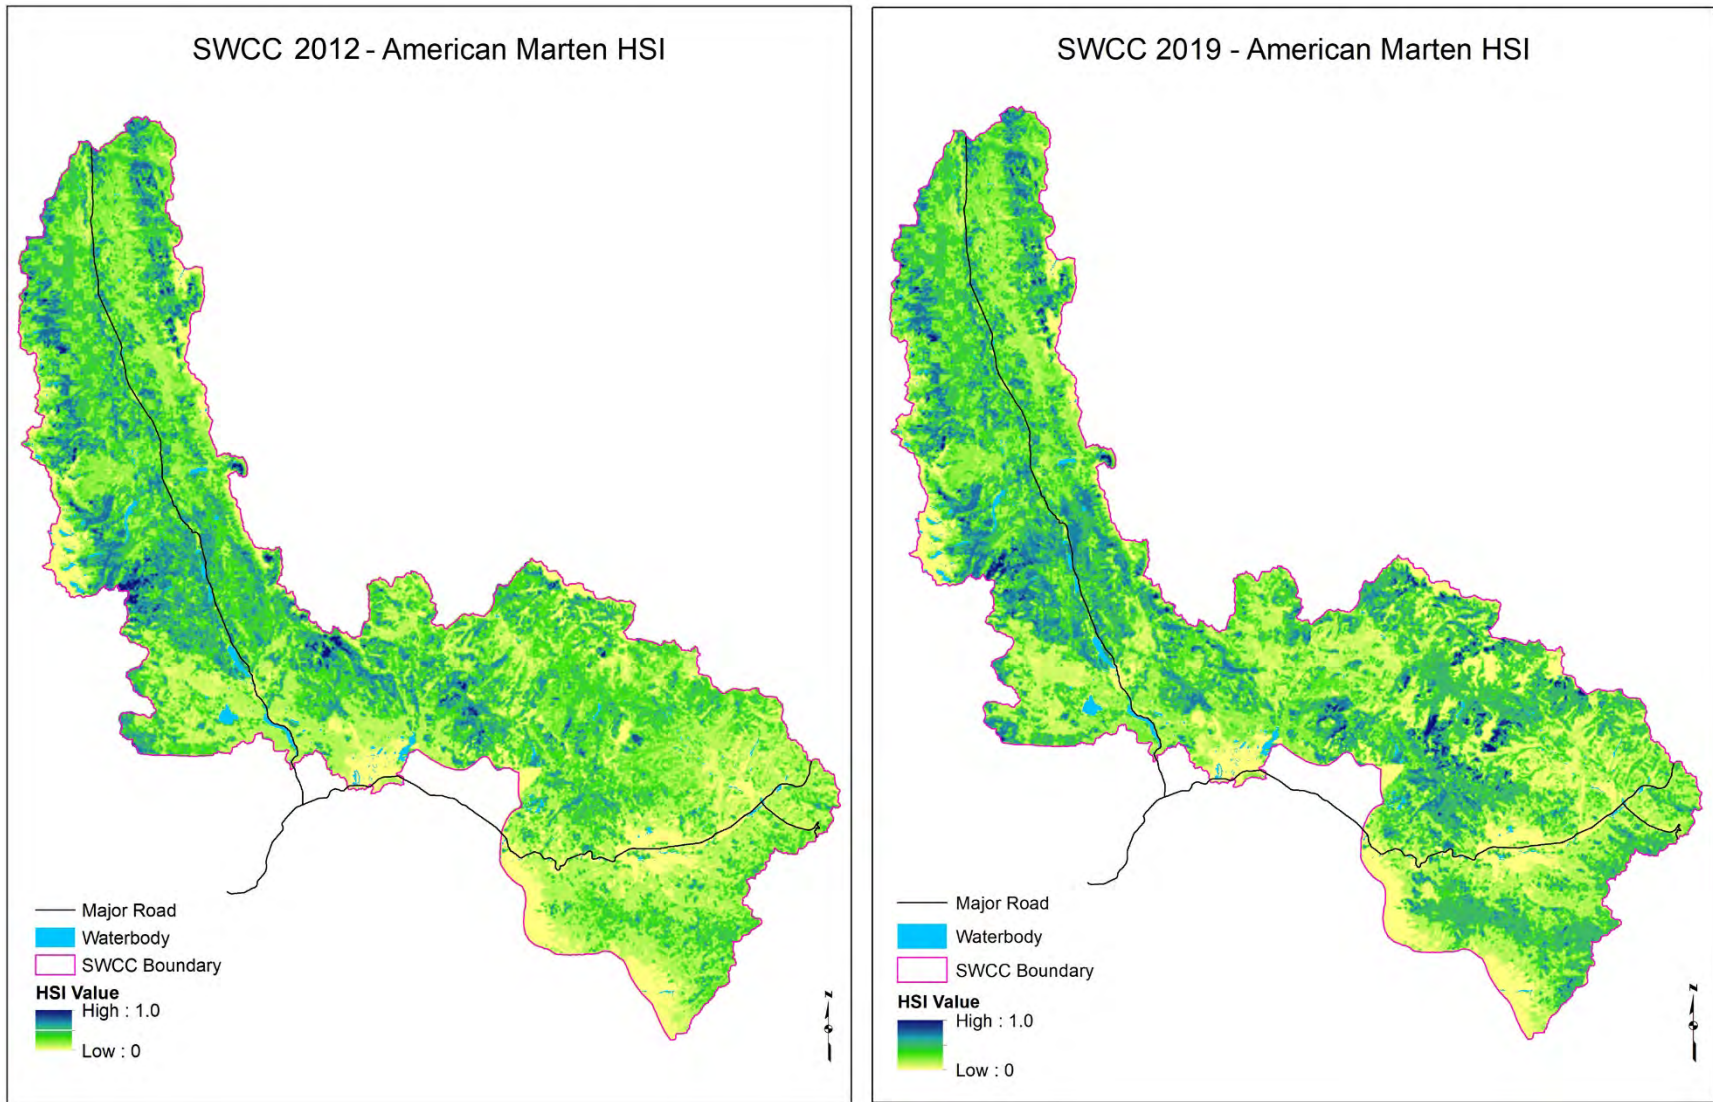 SWCC 2012 - American Marten HSI
Major Road
Waterbody
SWCC Boundary
HSI Value
High : 1.0
Low : 0
N
SWCC 2019 - American Marten HSI
Major Road
Waterbody
SWCC Boundary
HSI Value
High : 1.0
Low : 0
N